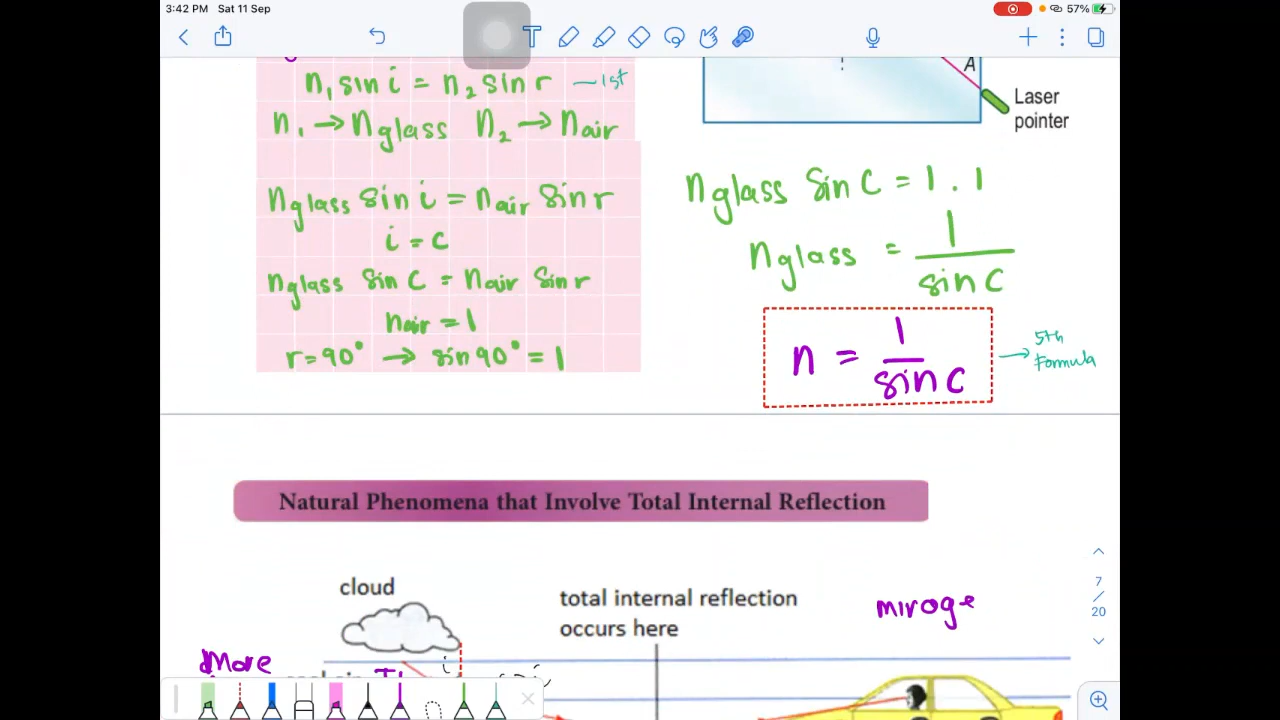 3:42 PM Sat 11 Sep
57%
n₁ sin i = n₂ sin r — 1st
n₁ → nglass n₂ → nair
nglass sin i = nair sin r
i = c
nglass sin c = nair sin r
nair = 1
r = 90° → sin 90° = 1
A
Laser
pointer
nglass sin c = 1 . 1
nglass = 1 / sin c
n = 1 / sin c
→ 5th
Formula
Natural Phenomena that Involve Total Internal Reflection
cloud
total internal reflection
occurs here
mirage
More
i
7
/
20